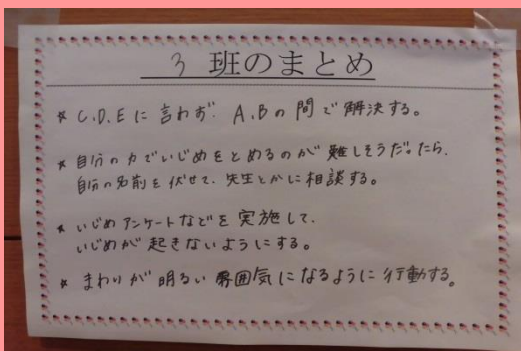 3 班のまとめ
* C.D.Eに言わず、A.Bの間で解決する。
* 自分の力でいじめをとめるのが難しそうだったら、
自分の名前を伏せて、先生とかに相談する。
* いじめアンケートなどを実施して、
いじめが起きないようにする。
* まわりが明るい雰囲気になるように行動する。